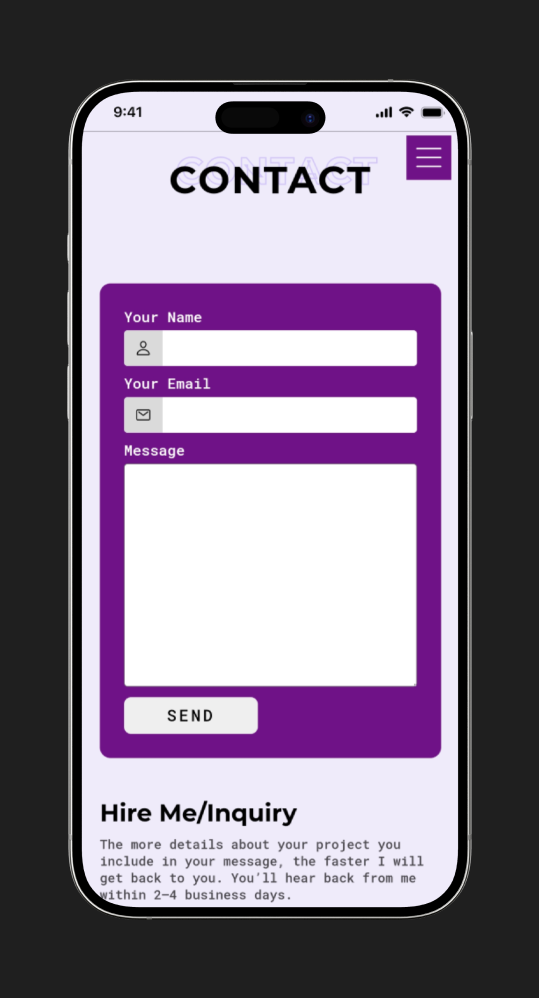 9:41
CONTACT
CONTACT
Your Name
Your Email
Message
SEND
Hire Me/Inquiry
The more details about your project you
include in your message, the faster I will
get back to you. You'll hear back from me
within 2–4 business days.